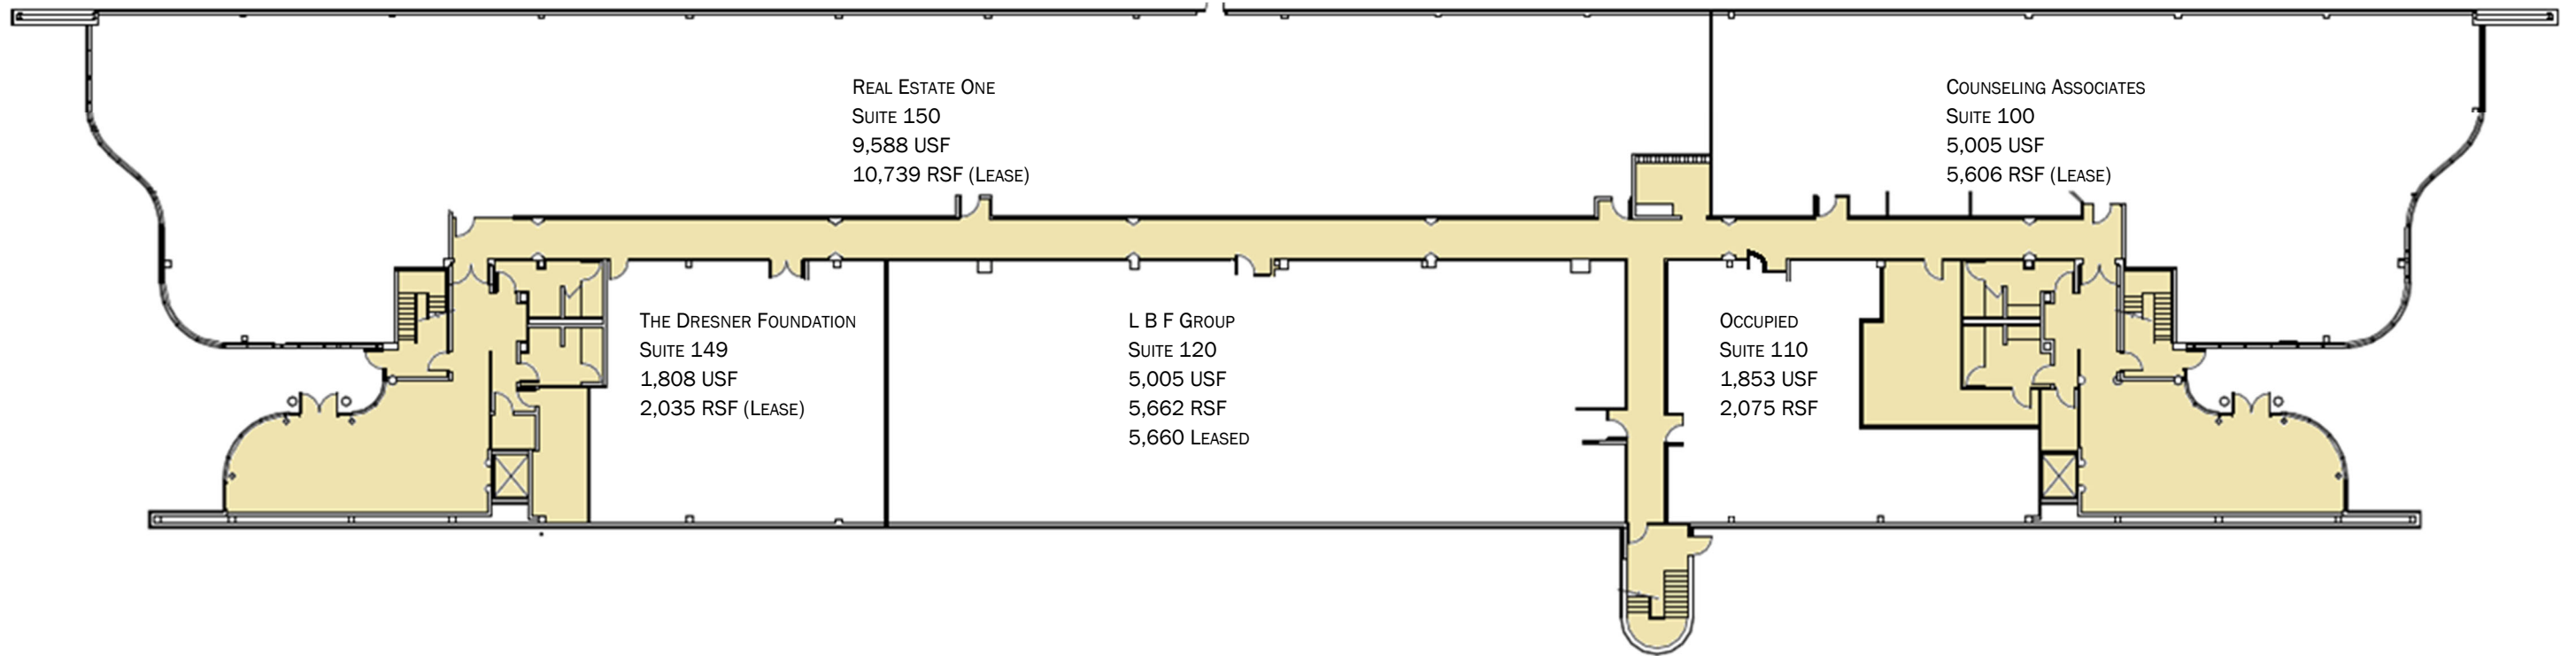 Real Estate One
Suite 150
9,588 USF
10,739 RSF (Lease)
Counseling Associates
Suite 100
5,005 USF
5,606 RSF (Lease)
The Dresner Foundation
Suite 149
1,808 USF
2,035 RSF (Lease)
L B F Group
Suite 120
5,005 USF
5,662 RSF
5,660 Leased
Occupied
Suite 110
1,853 USF
2,075 RSF